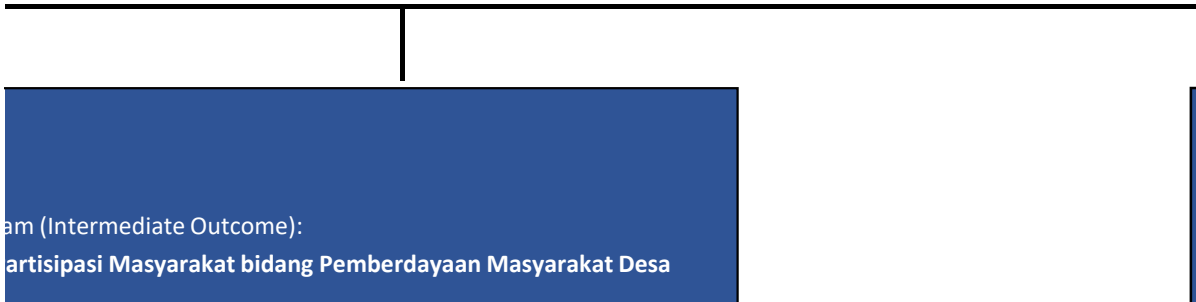 am (Intermediate Outcome):
artisipasi Masyarakat bidang Pemberdayaan Masyarakat Desa